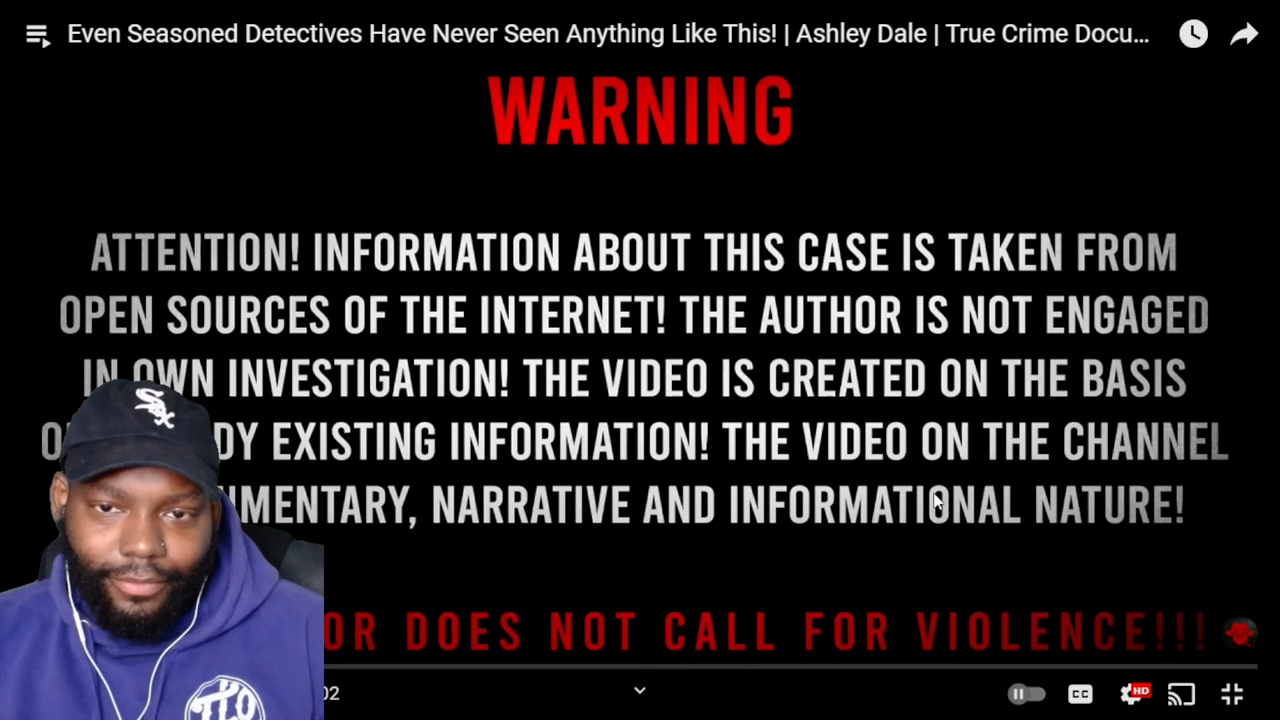 Even Seasoned Detectives Have Never Seen Anything Like This! | Ashley Dale | True Crime Docu...
WARNING
ATTENTION! INFORMATION ABOUT THIS CASE IS TAKEN FROM
OPEN SOURCES OF THE INTERNET! THE AUTHOR IS NOT ENGAGED
IN OWN INVESTIGATION! THE VIDEO IS CREATED ON THE BASIS
EXISTING INFORMATION! THE VIDEO ON THE CHANNEL
NARRATIVE AND INFORMATIONAL NATURE!
DOES NOT CALL FOR VIOLENCE!!!
CC
HD